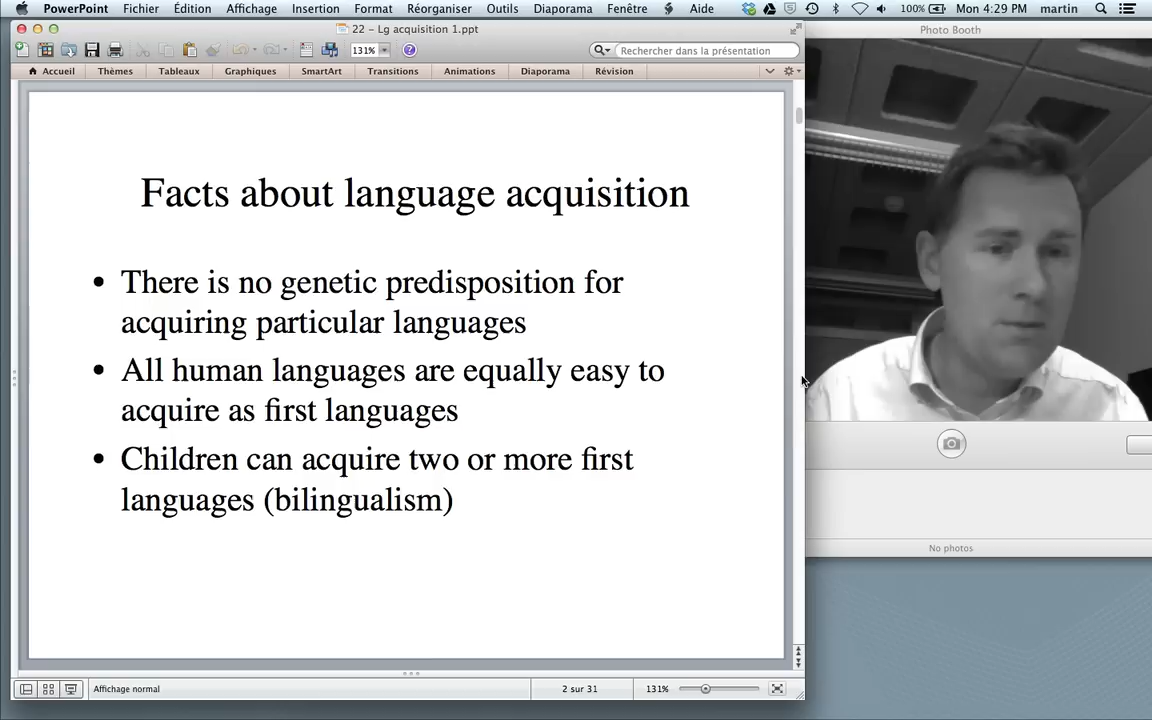 PowerPoint Fichier Édition Affichage Insertion Format Réorganiser Outils Diaporama Fenêtre Aide 100% Mon 4:29 PM martin
22 - Lg acquisition 1.ppt
Photo Booth
131% Rechercher dans la présentation
Accueil Thèmes Tableaux Graphiques SmartArt Transitions Animations Diaporama Révision
Facts about language acquisition
• There is no genetic predisposition for
acquiring particular languages
• All human languages are equally easy to
acquire as first languages
• Children can acquire two or more first
languages (bilingualism)
No photos
Affichage normal 2 sur 31 131%